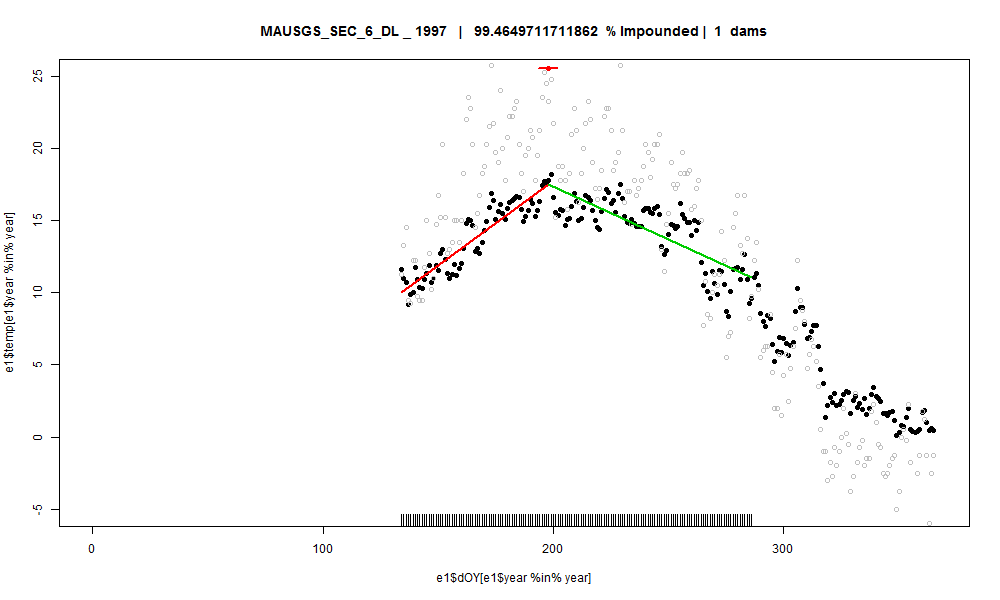 MAUSGS_SEC_6_DL _ 1997 | 99.4649711711862 % Impounded | 1 dams
25
20
15
10
5
0
-5
e1$temp[e1$year %in% year]
0 100 200 300
e1$dOY[e1$year %in% year]